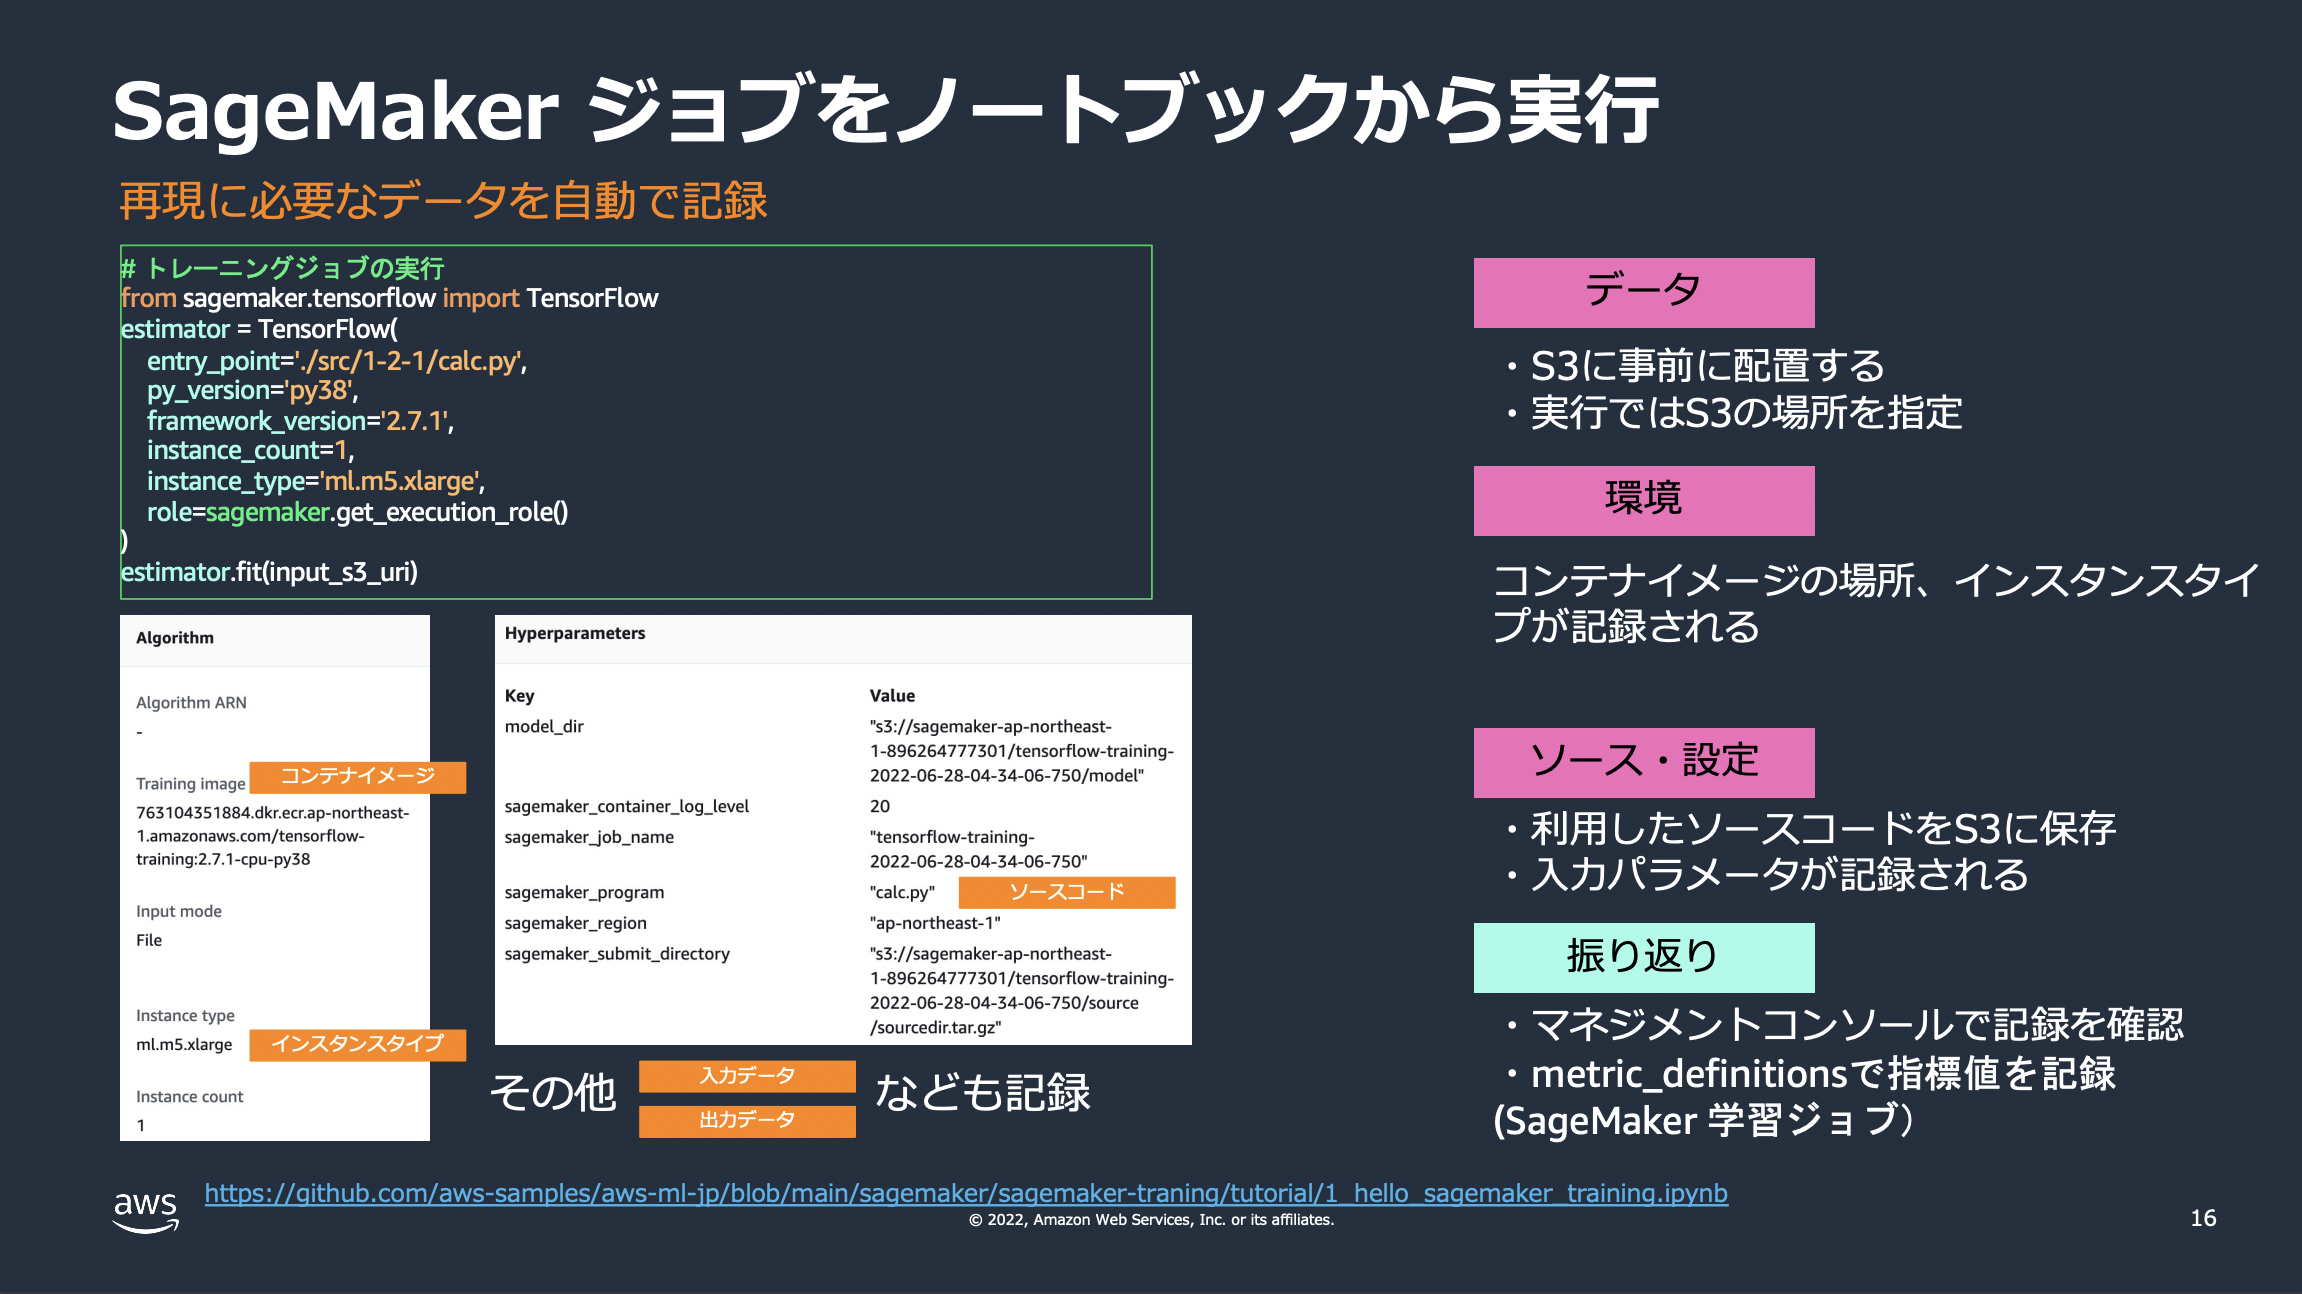 SageMaker ジョブをノートブックから実行
再現に必要なデータを自動で記録
# トレーニングジョブの実行
from sagemaker.tensorflow import TensorFlow
estimator = TensorFlow(
entry_point='./src/1-2-1/calc.py',
py_version='py38',
framework_version='2.7.1',
instance_count=1,
instance_type='ml.m5.xlarge',
role=sagemaker.get_execution_role()
)
estimator.fit(input_s3_uri)
Algorithm
Algorithm ARN
-
Training image
コンテナイメージ
763104351884.dkr.ecr.ap-northeast-
1.amazonaws.com/tensorflow-
training:2.7.1-cpu-py38
Input mode
File
Instance type
ml.m5.xlarge
インスタンスタイプ
Instance count
1
Hyperparameters
Key Value
model_dir "s3://sagemaker-ap-northeast-
1-896264777301/tensorflow-training-
2022-06-28-04-34-06-750/model"
sagemaker_container_log_level 20
sagemaker_job_name "tensorflow-training-
2022-06-28-04-34-06-750"
sagemaker_program "calc.py"
ソースコード
sagemaker_region "ap-northeast-1"
sagemaker_submit_directory "s3://sagemaker-ap-northeast-
1-896264777301/tensorflow-training-
2022-06-28-04-34-06-750/source
/sourcedir.tar.gz"
その他
入力データ
出力データ
なども記録
データ
・S3に事前に配置する
・実行ではS3の場所を指定
環境
コンテナイメージの場所、インスタンスタイ
プが記録される
ソース・設定
・利用したソースコードをS3に保存
・入力パラメータが記録される
振り返り
・マネジメントコンソールで記録を確認
・metric_definitionsで指標値を記録
(SageMaker 学習ジョブ）
aws
https://github.com/aws-samples/aws-ml-jp/blob/main/sagemaker/sagemaker-traning/tutorial/1_hello_sagemaker_training.ipynb
© 2022, Amazon Web Services, Inc. or its affiliates.
16